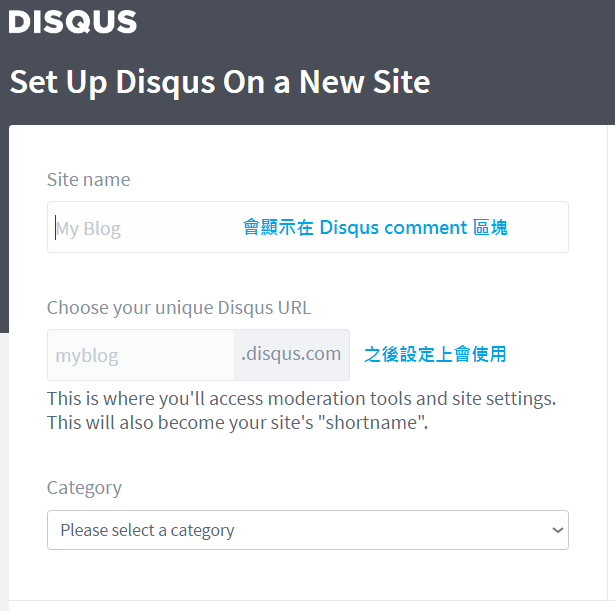 DISQUS
Set Up Disqus On a New Site
Site name
My Blog 會顯示在 Disqus comment 區塊
Choose your unique Disqus URL
myblog .disqus.com 之後設定上會使用
This is where you'll access moderation tools and site settings.
This will also become your site's "shortname".
Category
Please select a category